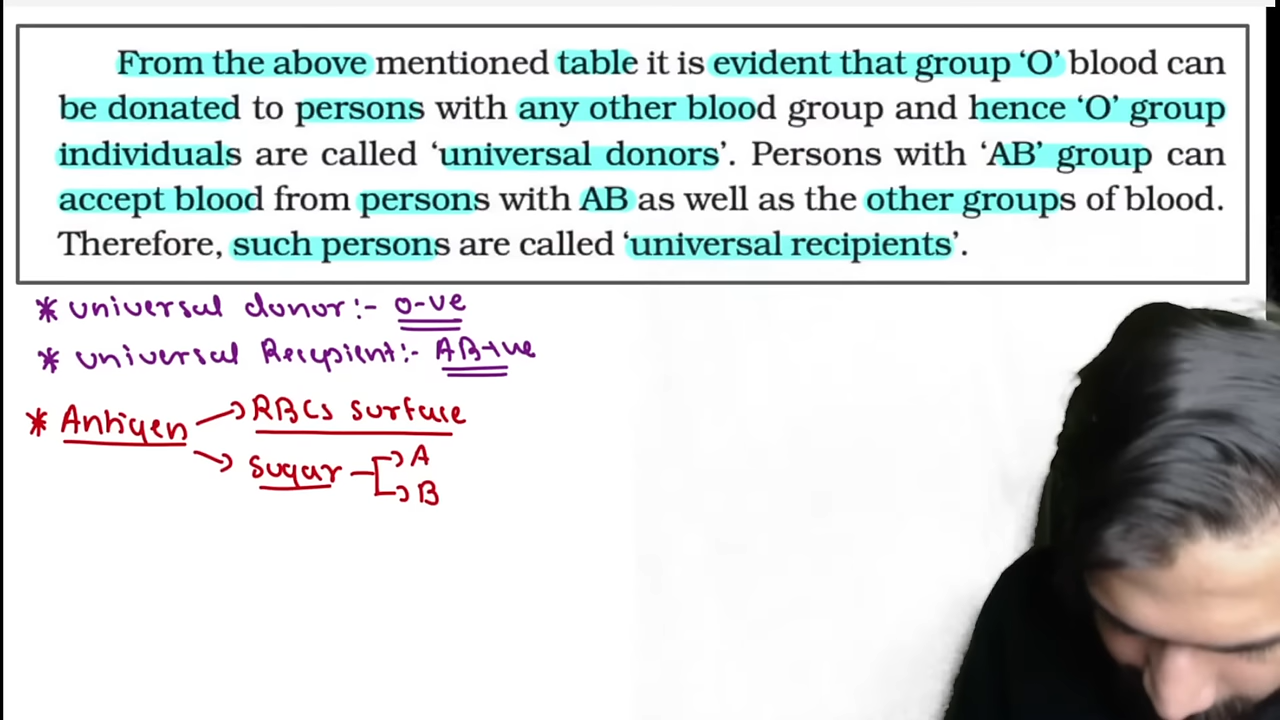 From the above mentioned table it is evident that group ‘O’ blood can
be donated to persons with any other blood group and hence ‘O’ group
individuals are called ‘universal donors’. Persons with ‘AB’ group can
accept blood from persons with AB as well as the other groups of blood.
Therefore, such persons are called ‘universal recipients’.
* universal donor:- O-ve
* universal Recipient:- AB+ve
* Antigen → RBCs surface
→ sugar → A
→ B